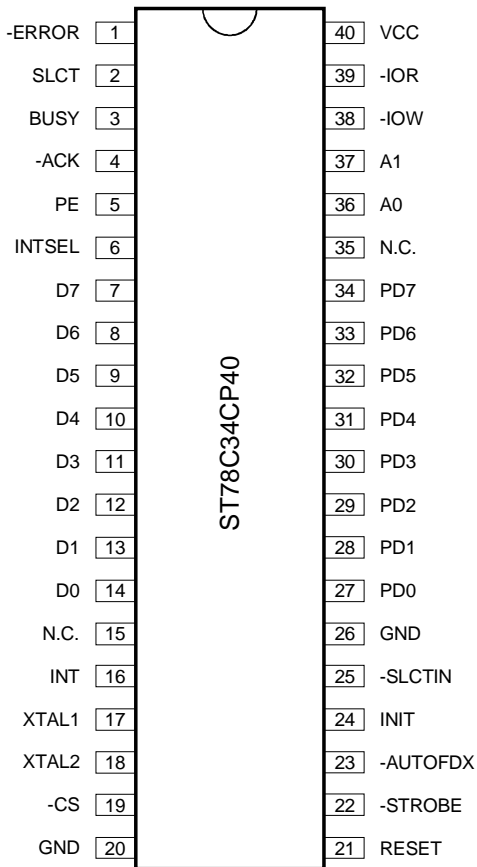 -ERROR 1 40 VCC
SLCT 2 39 -IOR
BUSY 3 38 -IOW
-ACK 4 37 A1
PE 5 36 A0
INTSEL 6 35 N.C.
D7 7 34 PD7
D6 8 33 PD6
D5 9 32 PD5
D4 10 31 PD4
D3 11 30 PD3
D2 12 29 PD2
D1 13 28 PD1
D0 14 27 PD0
N.C. 15 26 GND
INT 16 25 -SLCTIN
XTAL1 17 24 INIT
XTAL2 18 23 -AUTOFDX
-CS 19 22 -STROBE
GND 20 21 RESET
ST78C34CP40